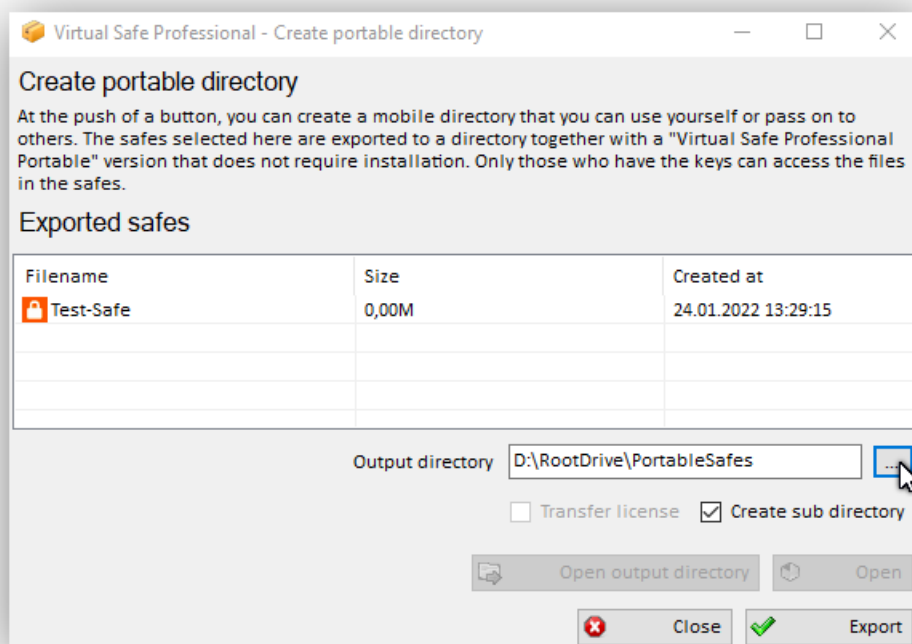 Virtual Safe Professional - Create portable directory
Create portable directory
At the push of a button, you can create a mobile directory that you can use yourself or pass on to
others. The safes selected here are exported to a directory together with a "Virtual Safe Professional
Portable" version that does not require installation. Only those who have the keys can access the files
in the safes.
Exported safes
Filename Size Created at
Test-Safe 0,00M 24.01.2022 13:29:15
Output directory D:\RootDrive\PortableSafes ...
Transfer license Create sub directory
Open output directory Open
Close Export